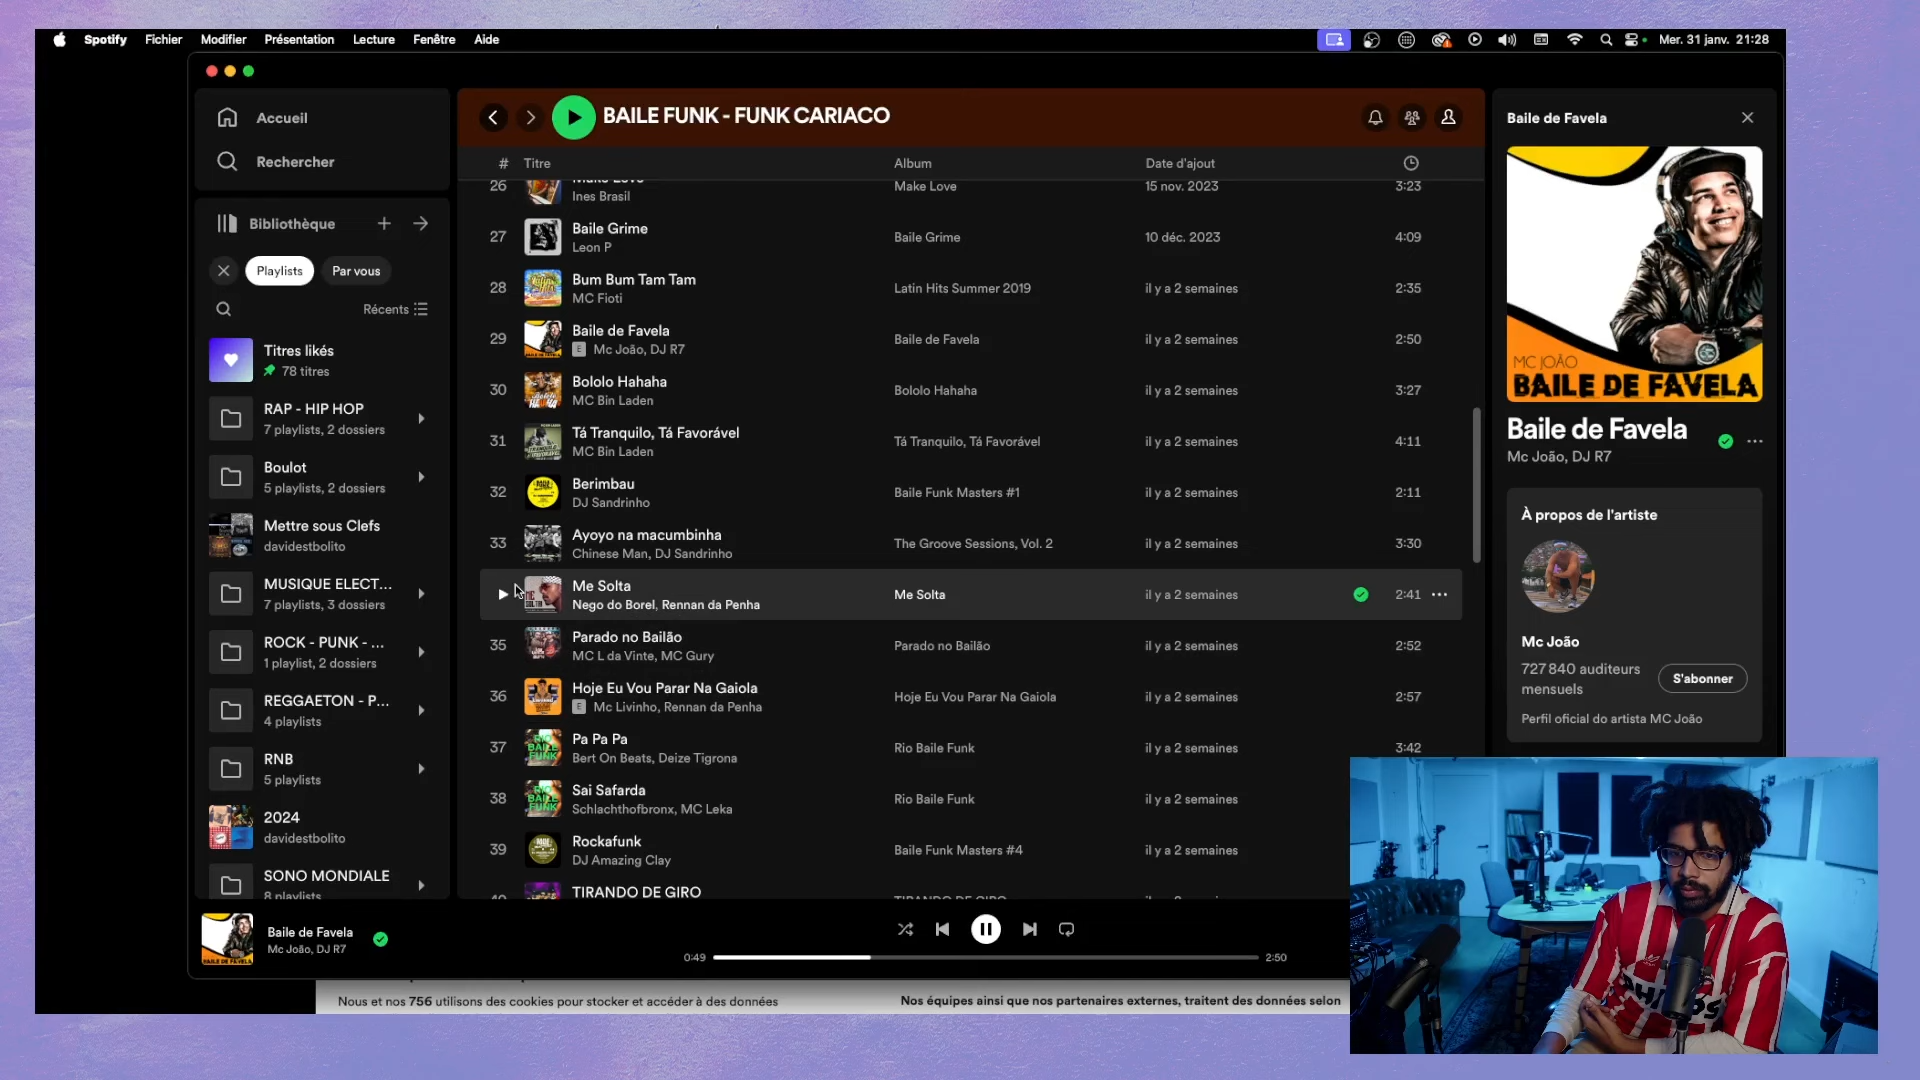 Spotify Fichier Modifier Présentation Lecture Fenêtre Aide
Mer. 31 janv. 21:28
Accueil
Rechercher
Bibliothèque
Playlists Par vous
Récents
Titres likés
78 titres
RAP - HIP HOP
7 playlists, 2 dossiers
Boulot
5 playlists, 2 dossiers
Mettre sous Clefs
davidestbolito
MUSIQUE ELECT...
7 playlists, 3 dossiers
ROCK - PUNK - ...
1 playlist, 2 dossiers
REGGAETON - P...
4 playlists
RNB
5 playlists
2024
davidestbolito
SONO MONDIALE
8 playlists
BAILE FUNK - FUNK CARIACO
# Titre Album Date d'ajout
26 Make Love Make Love 15 nov. 2023 3:23
Ines Brasil
27 Baile Grime Baile Grime 10 déc. 2023 4:09
Leon P
28 Bum Bum Tam Tam Latin Hits Summer 2019 il y a 2 semaines 2:35
MC Fioti
29 Baile de Favela Baile de Favela il y a 2 semaines 2:50
E Mc João, DJ R7
30 Bololo Hahaha Bololo Hahaha il y a 2 semaines 3:27
MC Bin Laden
31 Tá Tranquilo, Tá Favorável Tá Tranquilo, Tá Favorável il y a 2 semaines 4:11
MC Bin Laden
32 Berimbau Baile Funk Masters #1 il y a 2 semaines 2:11
DJ Sandrinho
33 Ayoyo na macumbinha The Groove Sessions, Vol. 2 il y a 2 semaines 3:30
Chinese Man, DJ Sandrinho
Me Solta Me Solta il y a 2 semaines 2:41
Nego do Borel, Rennan da Penha
35 Parado no Bailão Parado no Bailão il y a 2 semaines 2:52
MC L da Vinte, MC Gury
36 Hoje Eu Vou Parar Na Gaiola Hoje Eu Vou Parar Na Gaiola il y a 2 semaines 2:57
E Mc Livinho, Rennan da Penha
37 Pa Pa Pa Rio Baile Funk il y a 2 semaines 3:42
Bert On Beats, Deize Tigrona
38 Sai Safarda Rio Baile Funk il y a 2 semaines
Schlachthofbronx, MC Leka
39 Rockafunk Baile Funk Masters #4 il y a 2 semaines
DJ Amazing Clay
TIRANDO DE GIRO TIRANDO DE GIRO
Baile de Favela
MC JOÃO
BAILE DE FAVELA
Baile de Favela
Mc João, DJ R7
À propos de l'artiste
Mc João
727 840 auditeurs
mensuels
S'abonner
Perfil oficial do artista MC João
Baile de Favela
Mc João, DJ R7
0:49 2:50
Nous et nos 756 utilisons des cookies pour stocker et accéder à des données
Nos équipes ainsi que nos partenaires externes, traitent des données selon